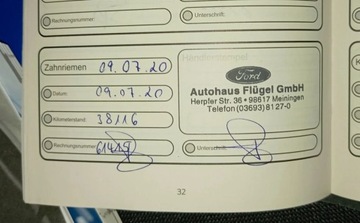 Rechnungsnummer:
Unterschrift:
Zahnriemen 09.07.20
Händlerstempel
Ford
Datum: 09.07.20
Autohaus Flügel GmbH
Herpfer Str. 36 • 98617 Meiningen
Telefon (03693) 8127-0
Kilometerstand: 38116
Rechnungsnummer:
Unterschrift:
32